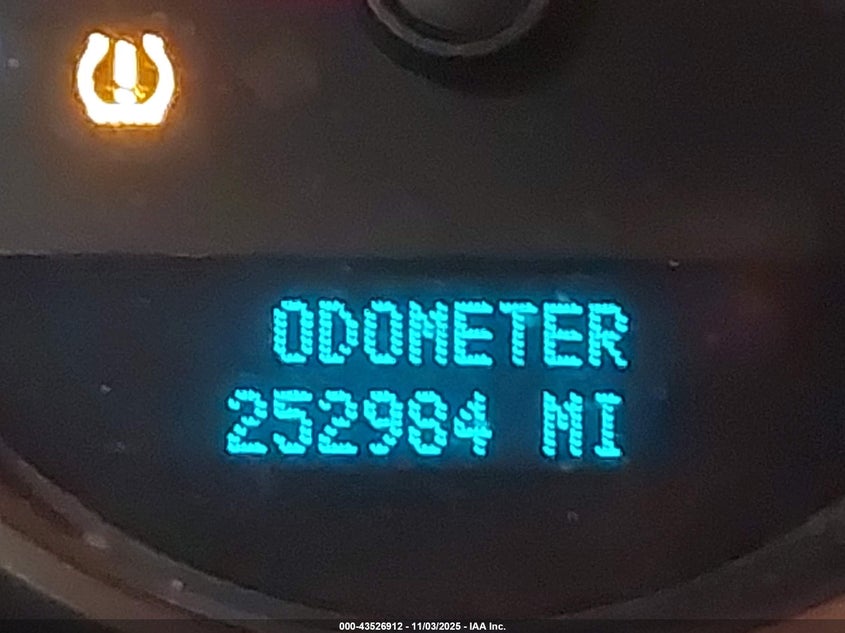 ODOMETER
252984 MI
000-43526912 - 11/03/2025 - IAA Inc.